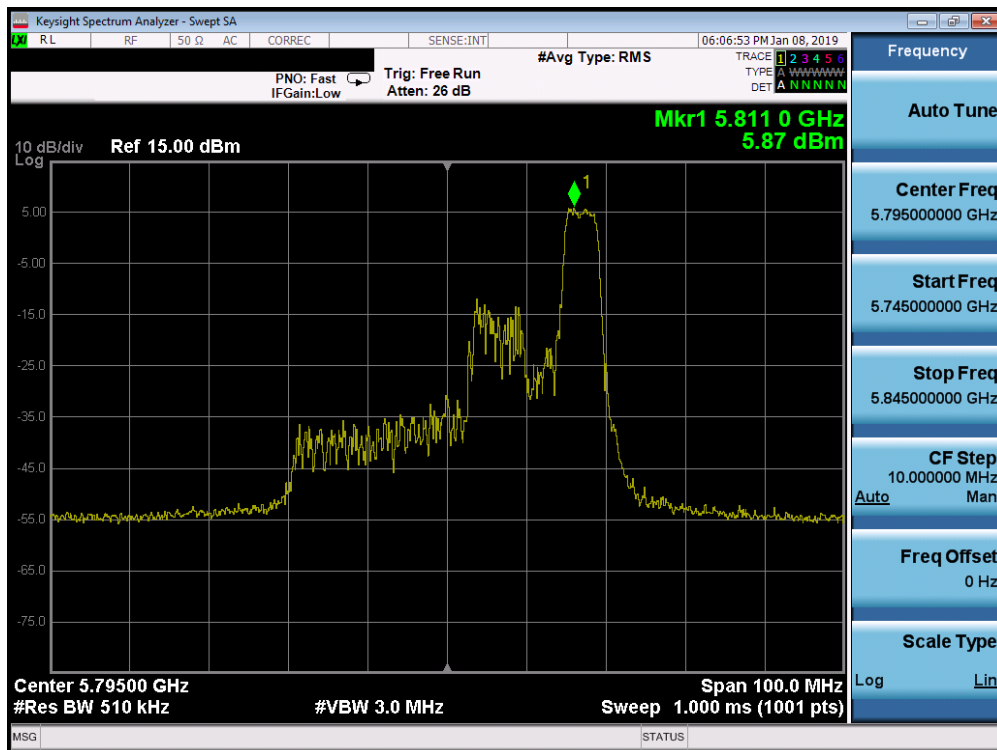 Keysight Spectrum Analyzer - Swept SA
LXI RL RF 50 Ω AC CORREC SENSE:INT 06:06:53 PM Jan 08, 2019
#Avg Type: RMS TRACE 1 2 3 4 5 6
PNO: Fast Trig: Free Run TYPE A WWWWW
IFGain:Low Atten: 26 dB DET A N N N N N
Mkr1 5.811 0 GHz
5.87 dBm
10 dB/div Ref 15.00 dBm
Log
1
5.00
-5.00
-15.0
-25.0
-35.0
-45.0
-55.0
-65.0
-75.0
Center 5.79500 GHz Span 100.0 MHz
#Res BW 510 kHz #VBW 3.0 MHz Sweep 1.000 ms (1001 pts)
MSG STATUS
Frequency
Auto Tune
Center Freq
5.795000000 GHz
Start Freq
5.745000000 GHz
Stop Freq
5.845000000 GHz
CF Step
10.000000 MHz
Auto Man
Freq Offset
0 Hz
Scale Type
Log Lin